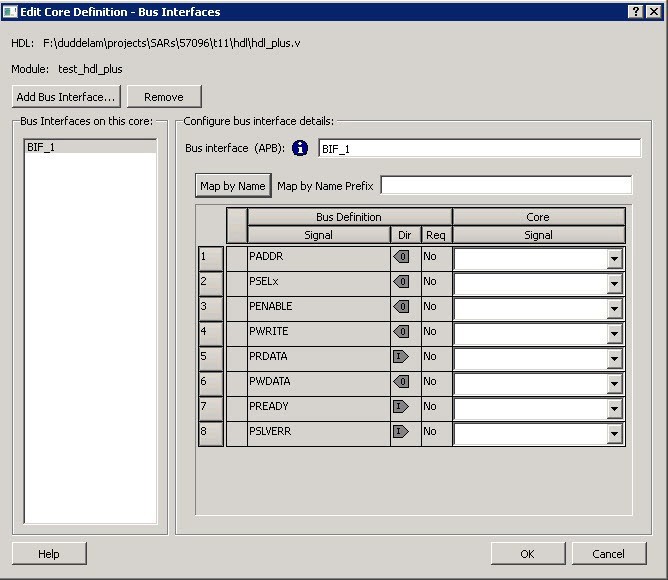 Edit Core Definition - Bus Interfaces
HDL: F:\duddelam\projects\SARs\57096\t11\hdl\hdl_plus.v
Module: test_hdl_plus
Add Bus Interface... Remove
Bus Interfaces on this core:
BIF_1
Configure bus interface details:
Bus interface (APB): i BIF_1
Map by Name Map by Name Prefix
Bus Definition Core
Signal Dir Req Signal
1 PADDR O No
2 PSELx O No
3 PENABLE O No
4 PWRITE O No
5 PRDATA I No
6 PWDATA O No
7 PREADY I No
8 PSLVERR I No
Help OK Cancel